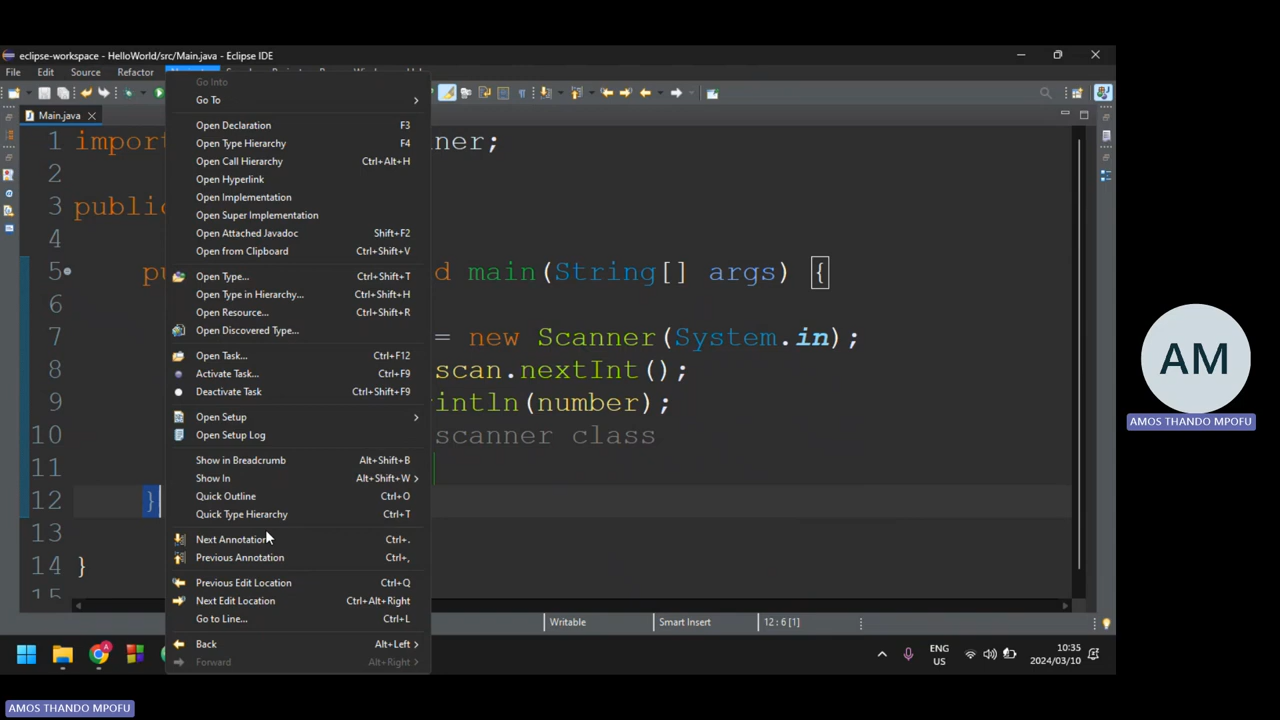 eclipse-workspace - HelloWorld/src/Main.java - Eclipse IDE
File Edit Source Refactor
Main.java
Go Into
Go To
Open Declaration F3
Open Type Hierarchy F4
Open Call Hierarchy Ctrl+Alt+H
Open Hyperlink
Open Implementation
Open Super Implementation
Open Attached Javadoc Shift+F2
Open from Clipboard Ctrl+Shift+V
Open Type... Ctrl+Shift+T
Open Type in Hierarchy... Ctrl+Shift+H
Open Resource... Ctrl+Shift+R
Open Discovered Type...
Open Task... Ctrl+F12
Activate Task... Ctrl+F9
Deactivate Task Ctrl+Shift+F9
Open Setup
Open Setup Log
Show in Breadcrumb Alt+Shift+B
Show In Alt+Shift+W
Quick Outline Ctrl+O
Quick Type Hierarchy Ctrl+T
Next Annotation Ctrl+.
Previous Annotation Ctrl+,
Previous Edit Location Ctrl+Q
Next Edit Location Ctrl+Alt+Right
Go to Line... Ctrl+L
Back Alt+Left
Forward Alt+Right
1 import ner;
2
3 public
4
5 pu d main(String[] args) {
6
7 = new Scanner(System.in);
8 scan.nextInt();
9 rintln(number);
10 scanner class
11
12 }
13
14 }
15
Writable Smart Insert 12 : 6 [1]
ENG
US
10:35
2024/03/10
AM
AMOS THANDO MPOFU
AMOS THANDO MPOFU